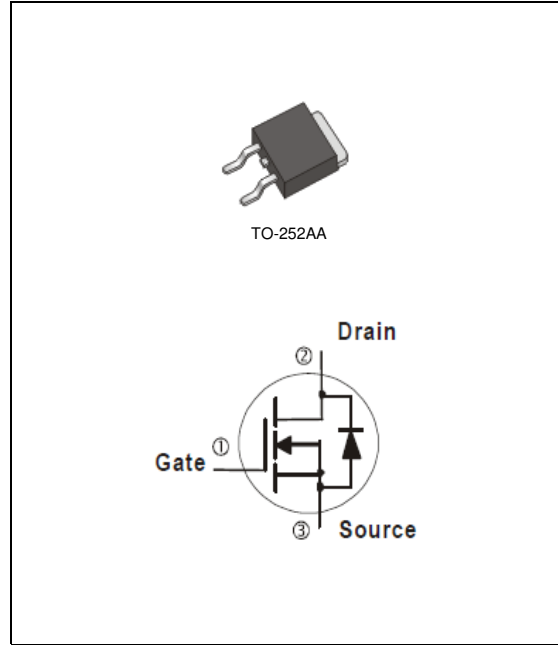 TO-252AA
Drain
②
①
Gate
③
Source